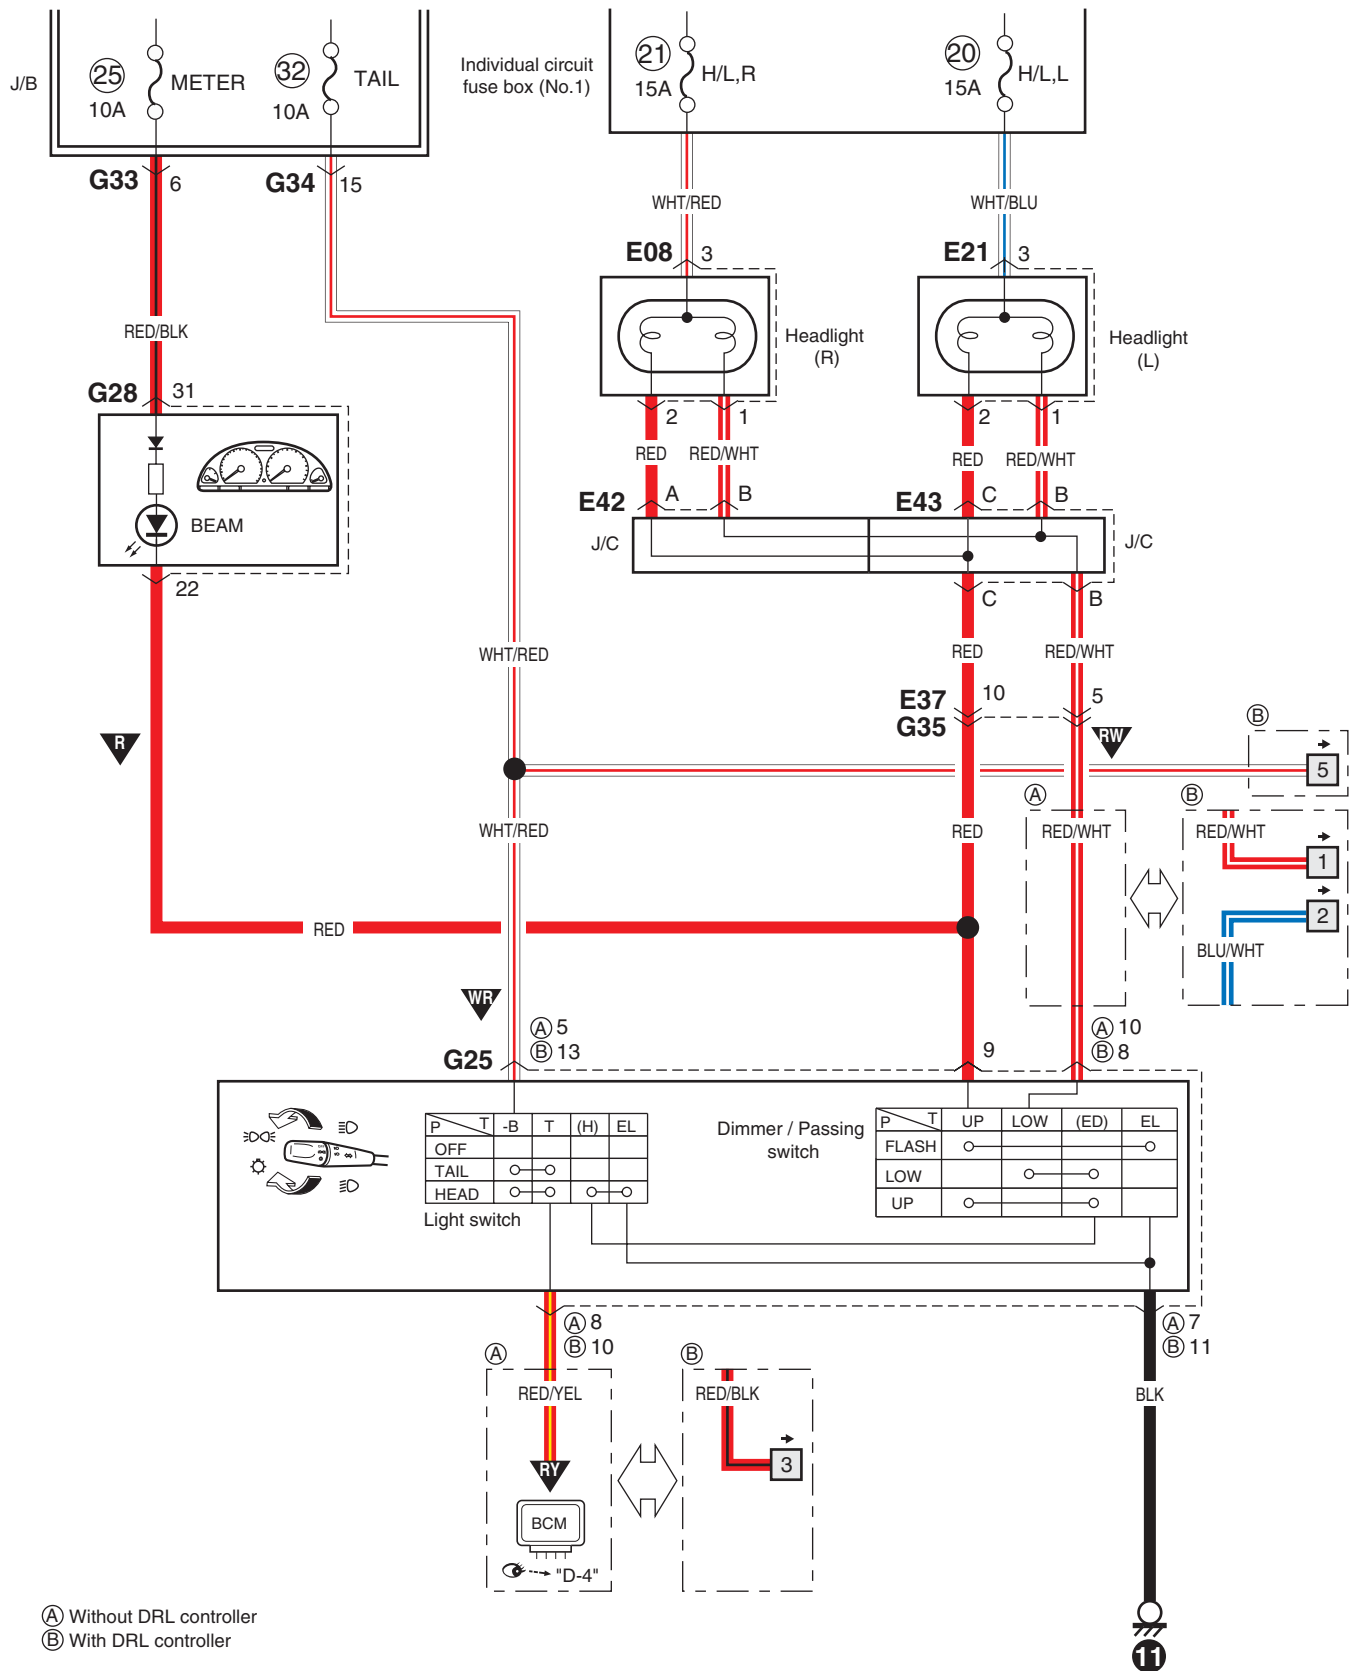 J/B
25
10A
METER
32
10A
TAIL
Individual circuit
fuse box (No.1)
21
15A
H/L,R
20
15A
H/L,L
G33
6
G34
15
WHT/RED
WHT/BLU
E08
3
E21
3
RED/BLK
Headlight
(R)
Headlight
(L)
G28
31
2
1
2
1
RED
RED/WHT
RED
RED/WHT
E42
A
B
E43
C
B
BEAM
J/C
J/C
22
C
B
WHT/RED
RED
RED/WHT
E37
10
5
G35
R
RW
B
5
A
B
WHT/RED
RED
RED/WHT
RED/WHT
1
2
RED
BLU/WHT
WR
A 5
B 13
G25
9
A 10
B 8
P T -B T (H) EL
OFF
TAIL
HEAD
Light switch
Dimmer / Passing
switch
P T UP LOW (ED) EL
FLASH
LOW
UP
A 8
B 10
A 7
B 11
A
B
RED/YEL
RED/BLK
BLK
3
RY
BCM
"D-4"
A Without DRL controller
B With DRL controller
11